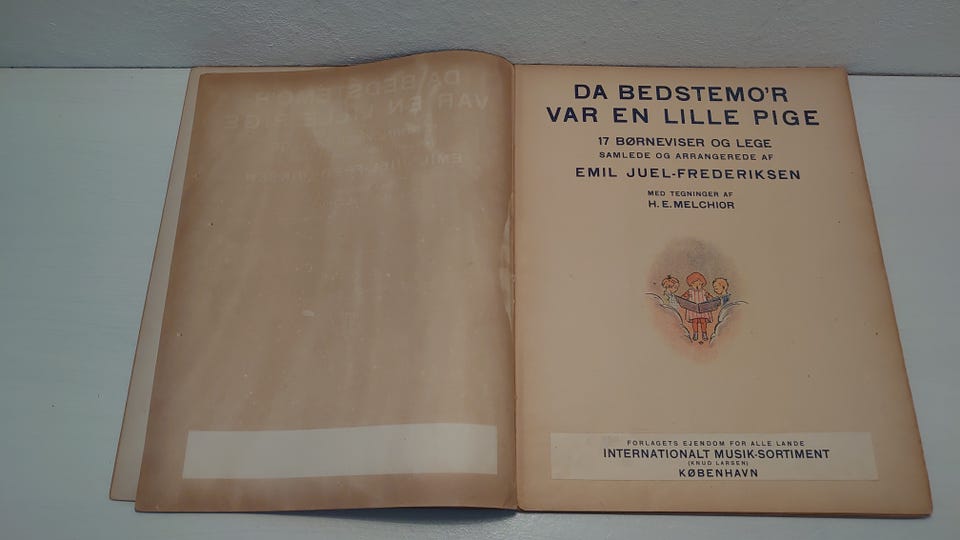 DA BEDSTEMO'R
VAR EN LILLE PIGE
17 BØRNEVISER OG LEGE
SAMLEDE OG ARRANGEREDE AF
EMIL JUEL-FREDERIKSEN
MED TEGNINGER AF
H. E. MELCHIOR
FORLAGETS EJENDOM FOR ALLE LANDE
INTERNATIONALT MUSIK-SORTIMENT
(KNUD LARSEN)
KØBENHAVN